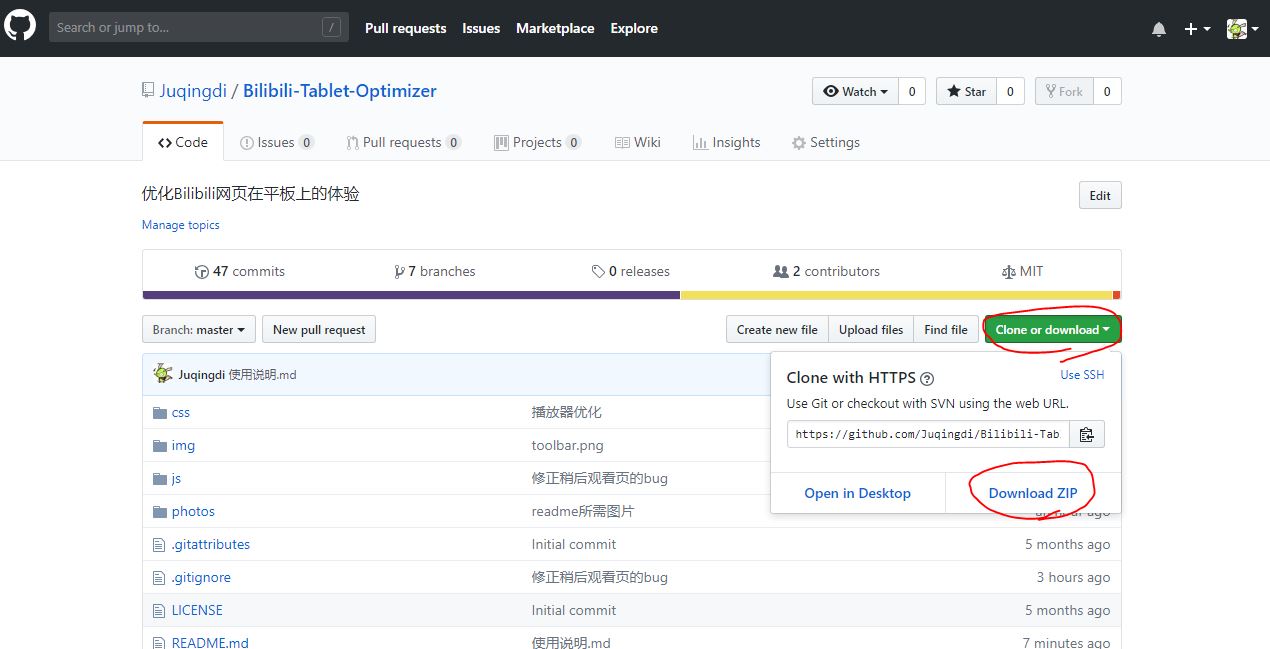 Search or jump to... /
Pull requests Issues Marketplace Explore
Juqingdi / Bilibili-Tablet-Optimizer
Watch 0 Star 0 Fork 0
Code Issues 0 Pull requests 0 Projects 0 Wiki Insights Settings
优化Bilibili网页在平板上的体验
Edit
Manage topics
47 commits 7 branches 0 releases 2 contributors MIT
Branch: master New pull request Create new file Upload files Find file Clone or download
Juqingdi 使用说明.md
Clone with HTTPS ?
Use SSH
Use Git or checkout with SVN using the web URL.
https://github.com/Juqingdi/Bilibili-Tab
Open in Desktop Download ZIP
css 播放器优化
img toolbar.png
js 修正稍后观看页的bug
photos readme所需图片 an hour ago
.gitattributes Initial commit 5 months ago
.gitignore 修正稍后观看页的bug 3 hours ago
LICENSE Initial commit 5 months ago
README.md 使用说明.md 7 minutes ago